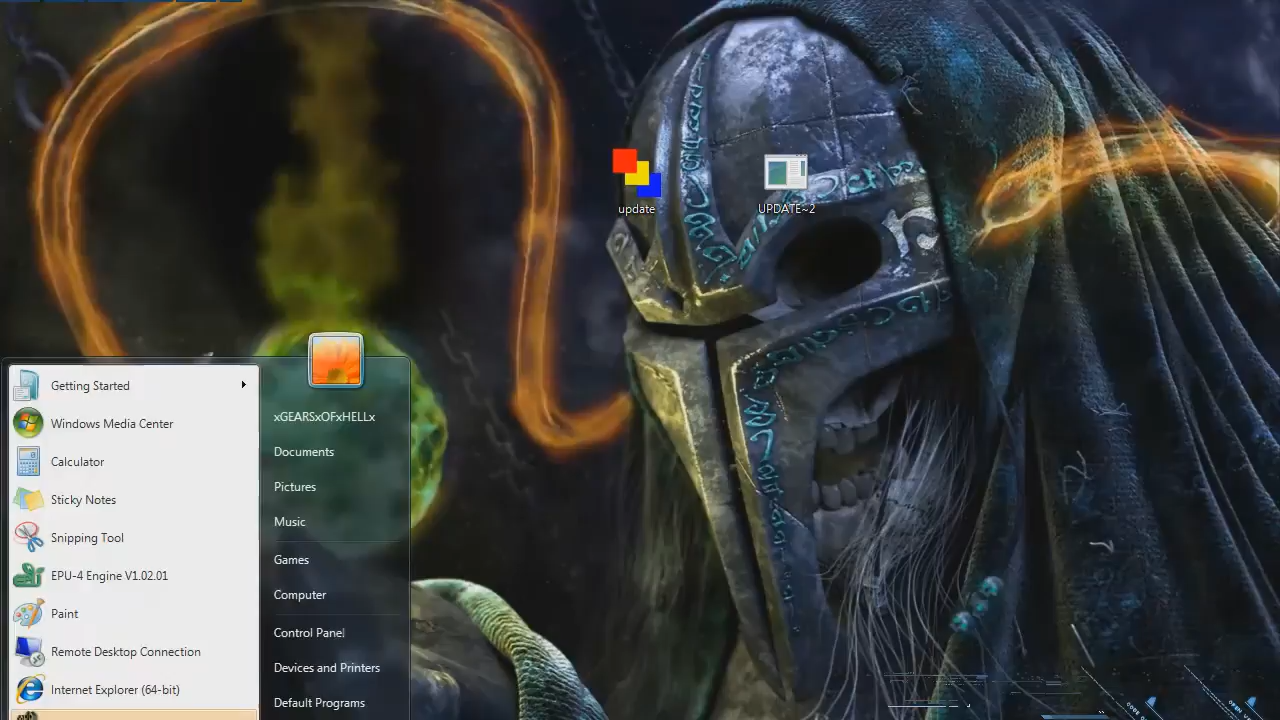 update
UPDATE~2
Getting Started
Windows Media Center
Calculator
Sticky Notes
Snipping Tool
EPU-4 Engine V1.02.01
Paint
Remote Desktop Connection
Internet Explorer (64-bit)
xGEARSxOFxHELLx
Documents
Pictures
Music
Games
Computer
Control Panel
Devices and Printers
Default Programs